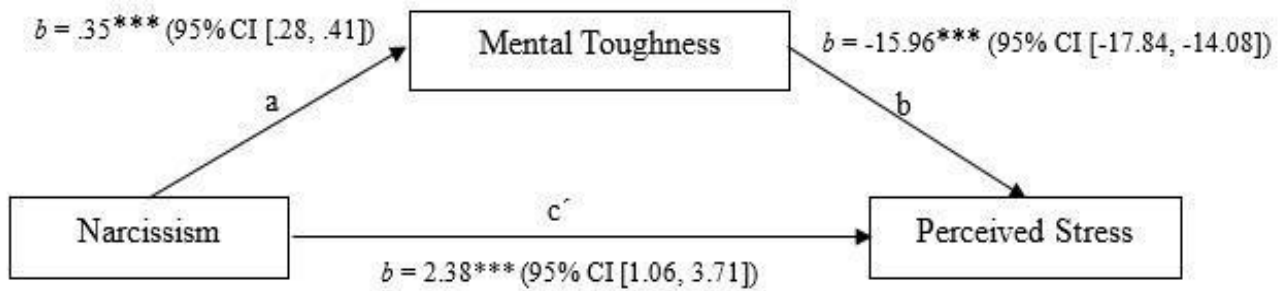 b = .35*** (95% CI [.28, .41])
Mental Toughness
b = -15.96*** (95% CI [-17.84, -14.08])
a
b
Narcissism
c´
Perceived Stress
b = 2.38*** (95% CI [1.06, 3.71])